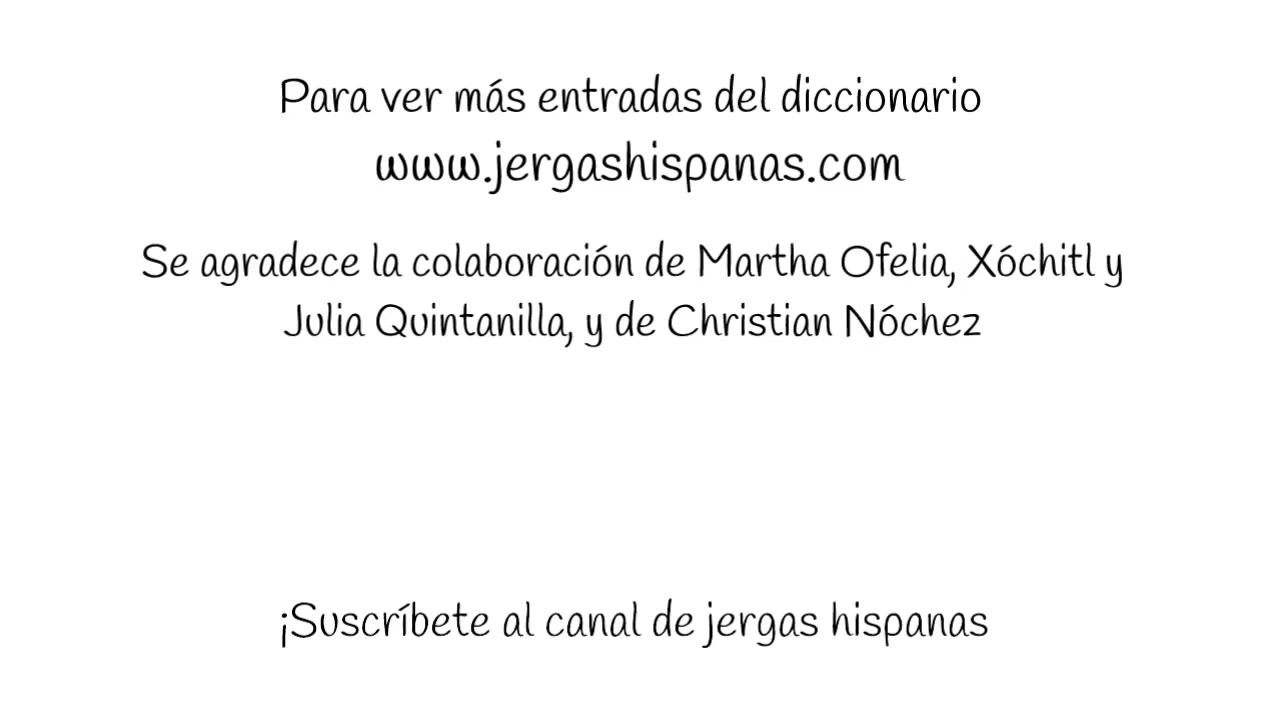 Para ver más entradas del diccionario
www.jergashispanas.com
Se agradece la colaboración de Martha Ofelia, Xóchitl y
Julia Quintanilla, y de Christian Nóchez
¡Suscríbete al canal de jergas hispanas